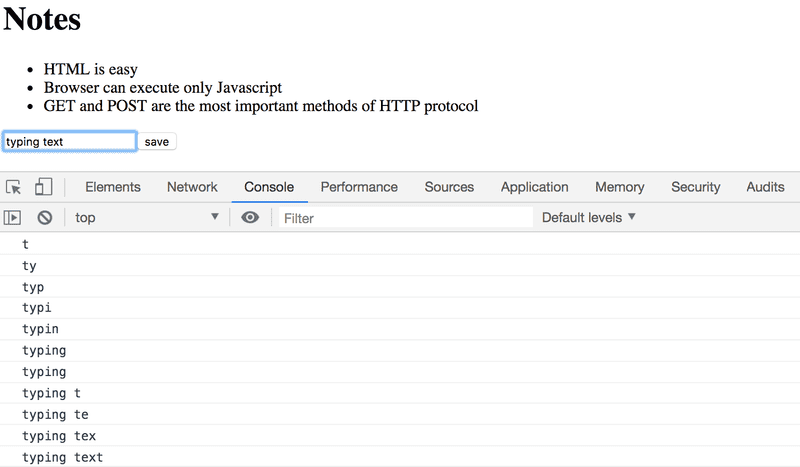 Notes
• HTML is easy
• Browser can execute only Javascript
• GET and POST are the most important methods of HTTP protocol
typing text save
Elements Network Console Performance Sources Application Memory Security Audits
top ▼ Filter Default levels ▼
t
ty
typ
typi
typin
typing
typing
typing t
typing te
typing tex
typing text